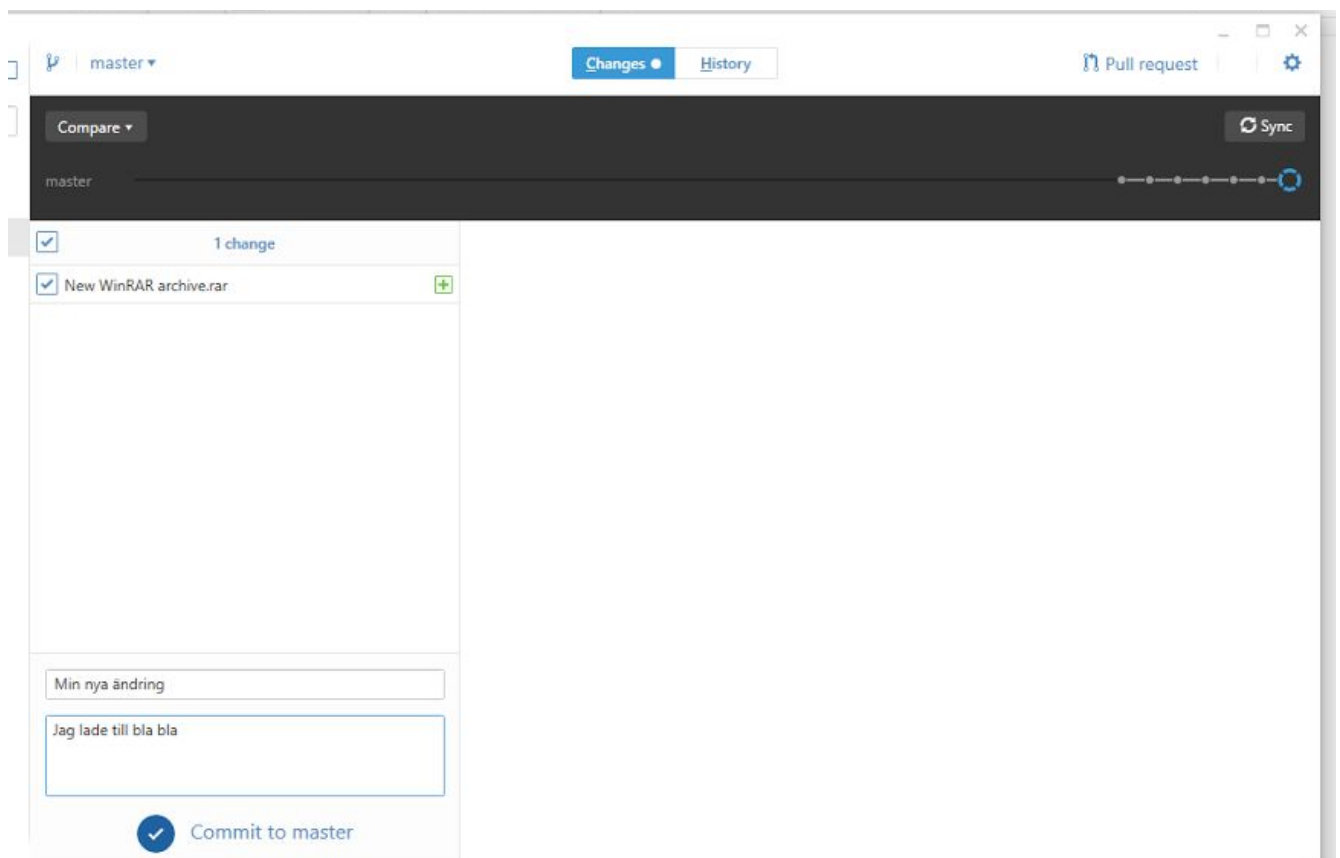 master
Changes
History
Pull request
Compare
Sync
master
1 change
New WinRAR archive.rar
Min nya ändring
Jag lade till bla bla
Commit to master